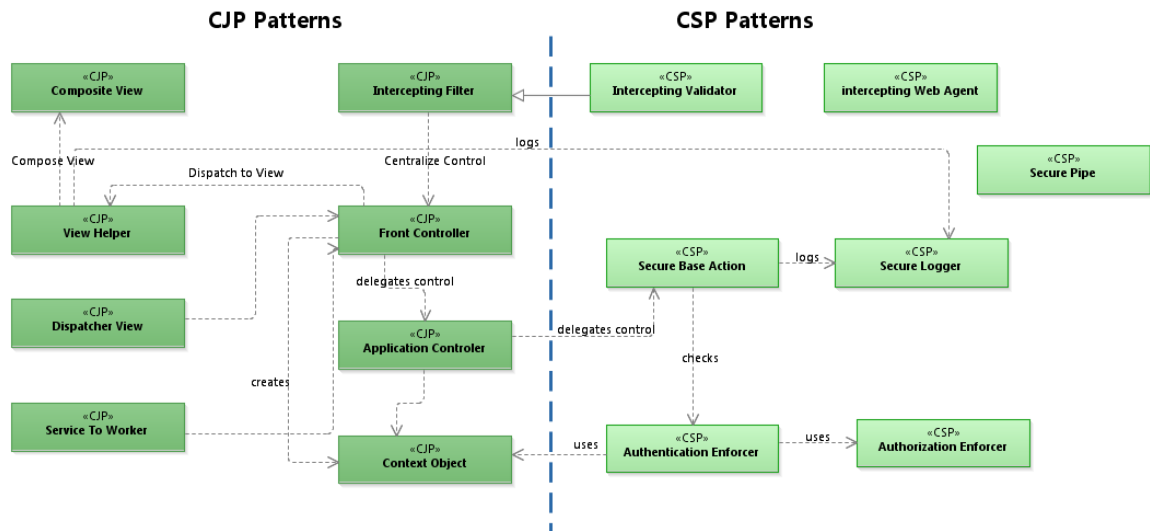 CJP Patterns
CSP Patterns
«CJP»
Composite View
«CJP»
Intercepting Filter
«CSP»
Intercepting Validator
«CSP»
intercepting Web Agent
logs
Compose View
Centralize Control
«CSP»
Secure Pipe
Dispatch to View
«CJP»
View Helper
«CJP»
Front Controller
«CSP»
Secure Base Action
logs
«CSP»
Secure Logger
delegates control
«CJP»
Dispatcher View
«CJP»
Application Controler
delegates control
checks
creates
«CJP»
Service To Worker
«CJP»
Context Object
uses
«CSP»
Authentication Enforcer
uses
«CSP»
Authorization Enforcer